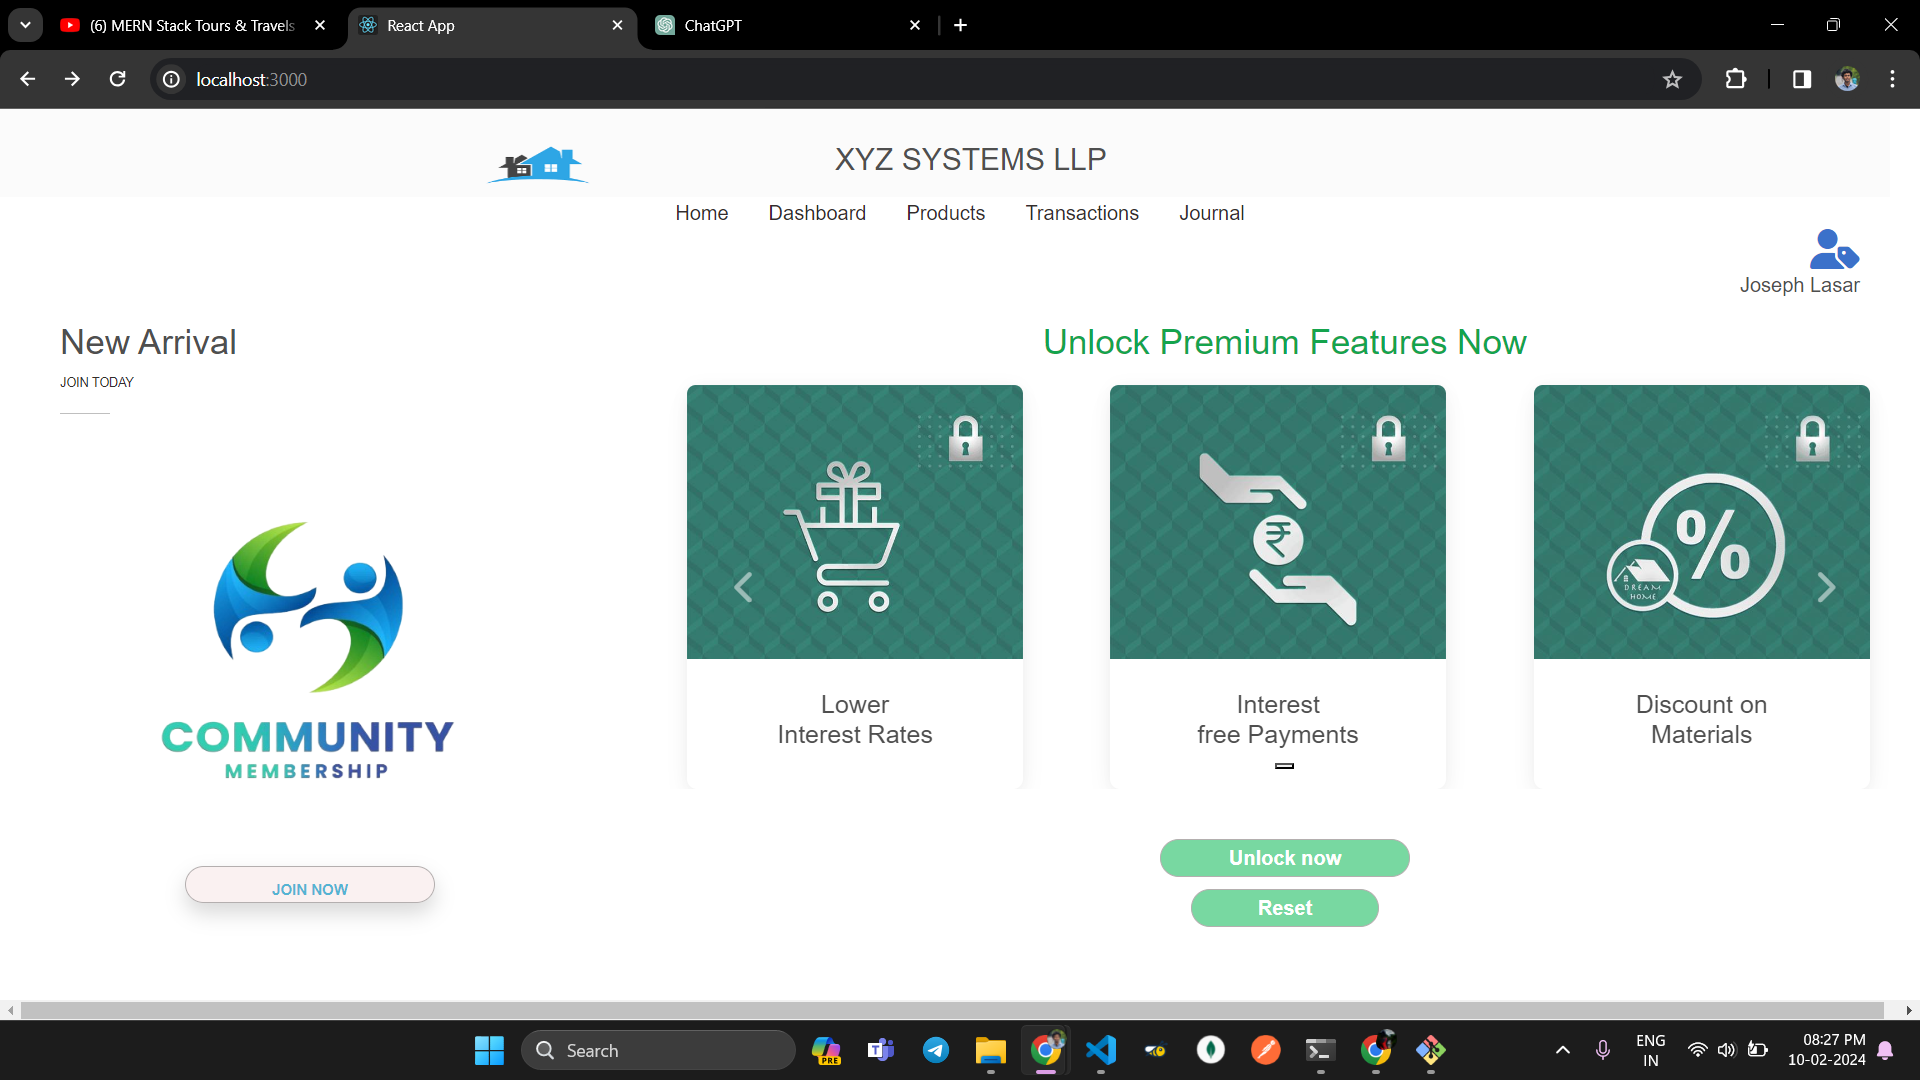 (6) MERN Stack Tours & Travels
React App
ChatGPT
localhost:3000
XYZ SYSTEMS LLP
Home Dashboard Products Transactions Journal
Joseph Lasar
New Arrival
JOIN TODAY
COMMUNITY
MEMBERSHIP
JOIN NOW
Unlock Premium Features Now
%
₹
DREAM
HOME
Lower
Interest Rates
Interest
free Payments
Discount on
Materials
Unlock now
Reset
Search
PRE
ENG
IN
08:27 PM
10-02-2024